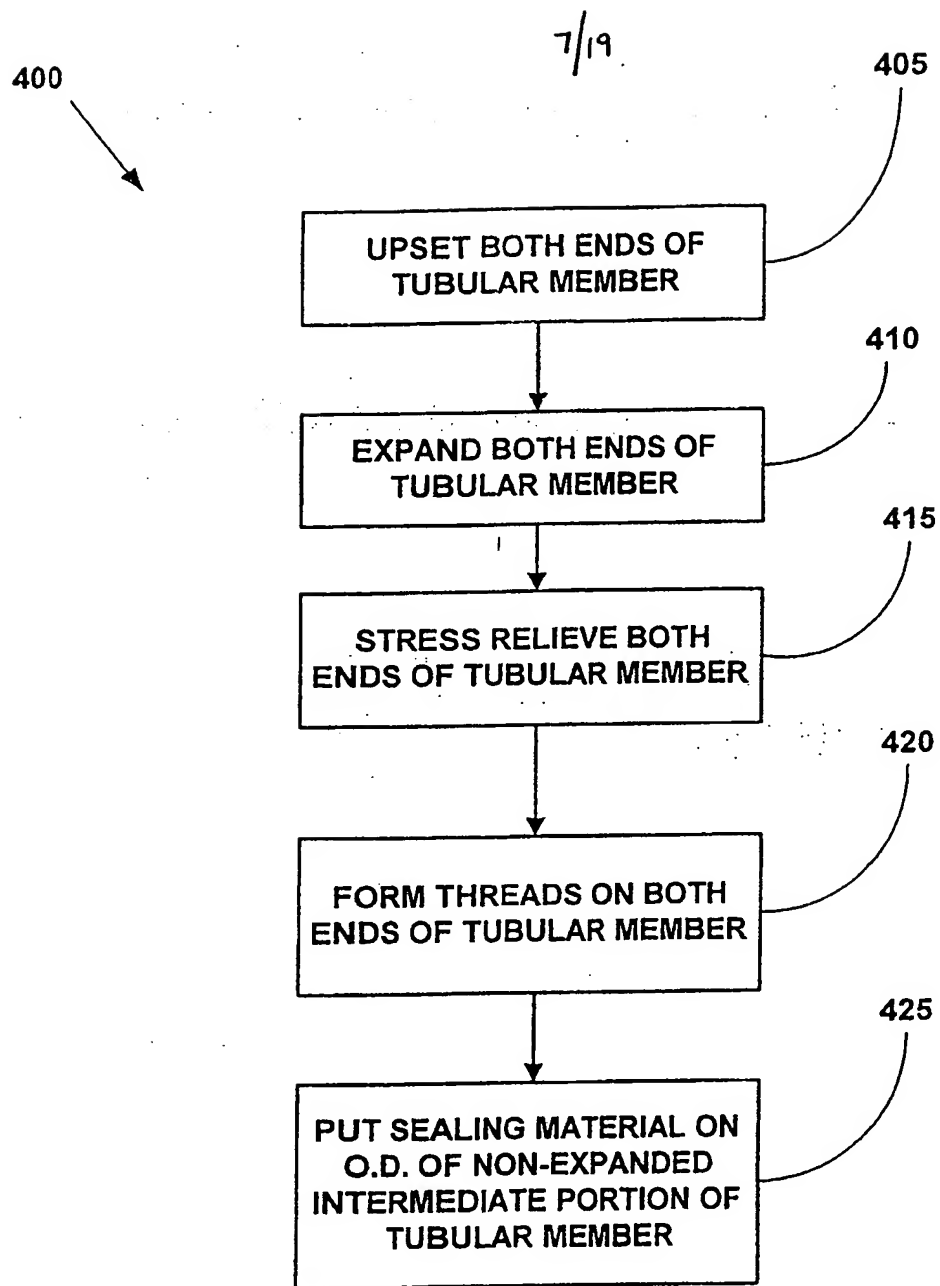 7/19
400
405
UPSET BOTH ENDS OF
TUBULAR MEMBER
410
EXPAND BOTH ENDS OF
TUBULAR MEMBER
415
STRESS RELIEVE BOTH
ENDS OF TUBULAR MEMBER
420
FORM THREADS ON BOTH
ENDS OF TUBULAR MEMBER
425
PUT SEALING MATERIAL ON
O.D. OF NON-EXPANDED
INTERMEDIATE PORTION OF
TUBULAR MEMBER